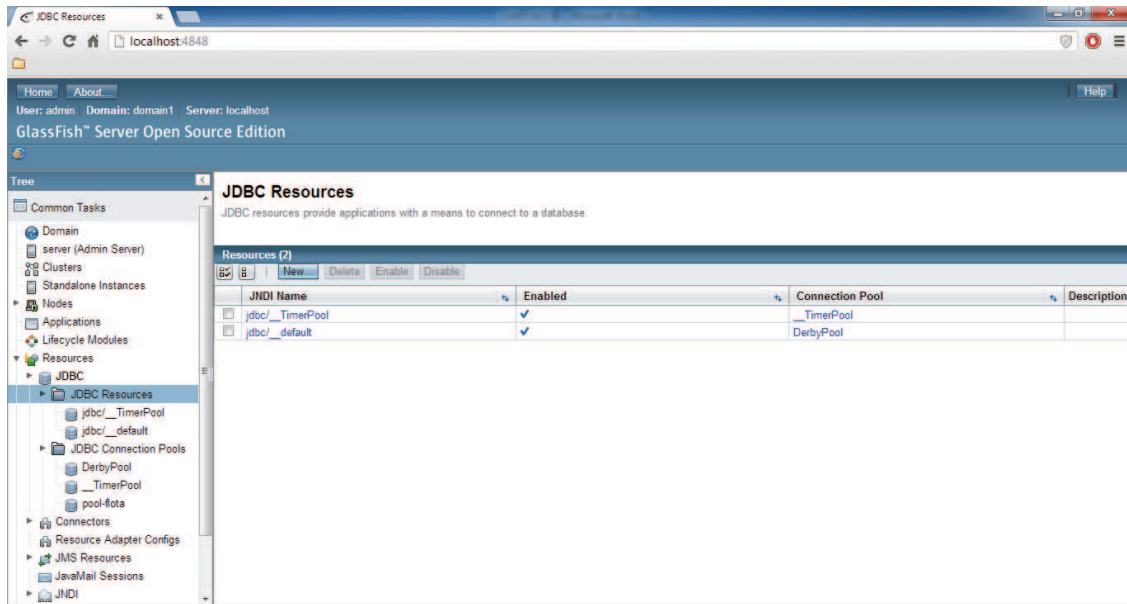 JDBC Resources
localhost:4848
Home About...
Help
User: admin Domain: domain1 Server: localhost
GlassFish™ Server Open Source Edition
Tree
Common Tasks
Domain
server (Admin Server)
Clusters
Standalone Instances
Nodes
Applications
Lifecycle Modules
Resources
JDBC
JDBC Resources
jdbc/__TimerPool
jdbc/__default
JDBC Connection Pools
DerbyPool
__TimerPool
pool-flota
Connectors
Resource Adapter Configs
JMS Resources
JavaMail Sessions
JNDI
JDBC Resources
JDBC resources provide applications with a means to connect to a database.
Resources (2)
New... Delete Enable Disable
JNDI Name Enabled Connection Pool Description
jdbc/__TimerPool __TimerPool
jdbc/__default DerbyPool